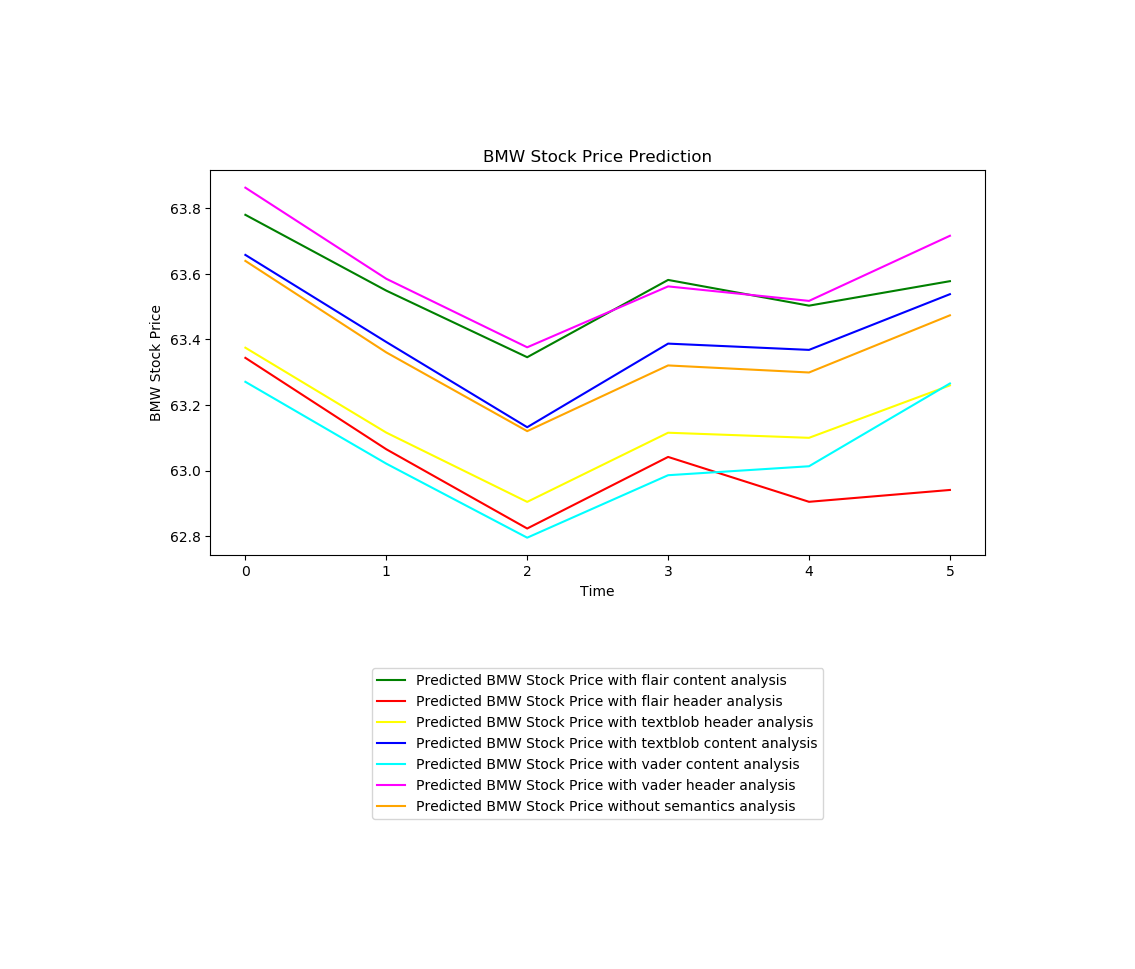 BMW Stock Price Prediction
63.8
63.6
63.4
63.2
63.0
62.8
BMW Stock Price
0 1 2 3 4 5
Time
Predicted BMW Stock Price with flair content analysis
Predicted BMW Stock Price with flair header analysis
Predicted BMW Stock Price with textblob header analysis
Predicted BMW Stock Price with textblob content analysis
Predicted BMW Stock Price with vader content analysis
Predicted BMW Stock Price with vader header analysis
Predicted BMW Stock Price without semantics analysis